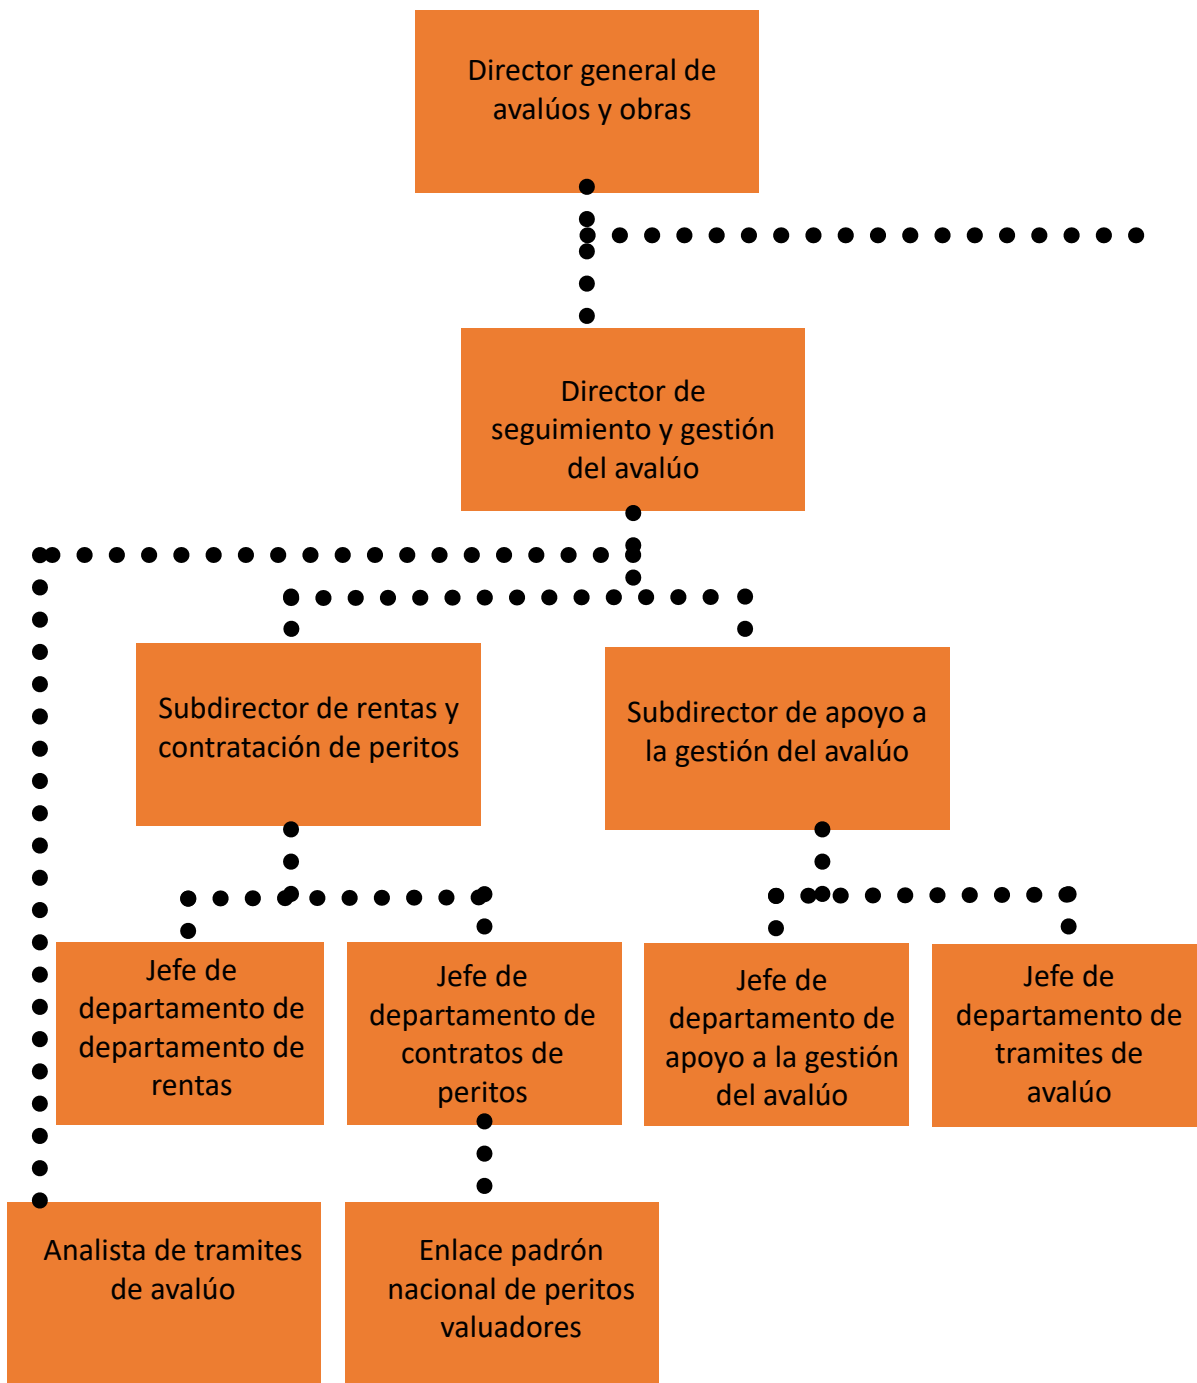 Director general de
avalúos y obras
Director de
seguimiento y gestión
del avalúo
Subdirector de rentas y
contratación de peritos
Subdirector de apoyo a
la gestión del avalúo
Jefe de
departamento de
departamento de
rentas
Jefe de
departamento de
contratos de
peritos
Jefe de
departamento de
apoyo a la gestión
del avalúo
Jefe de
departamento de
tramites de
avalúo
Analista de tramites
de avalúo
Enlace padrón
nacional de peritos
valuadores